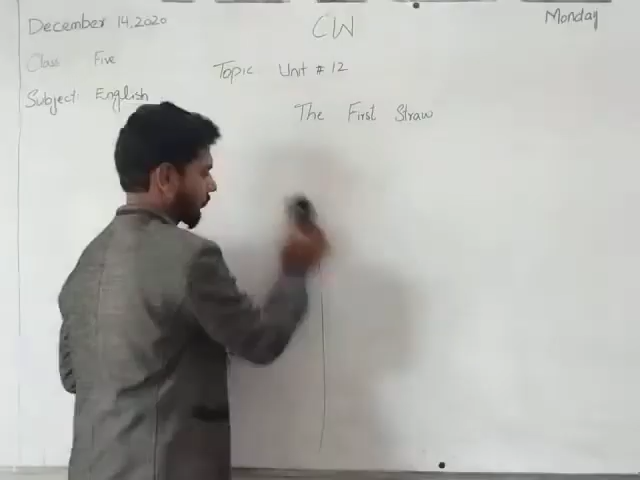 December 14, 2020
CW
Monday
Class Five
Topic Unit # 12
Subject: English
The First Straw